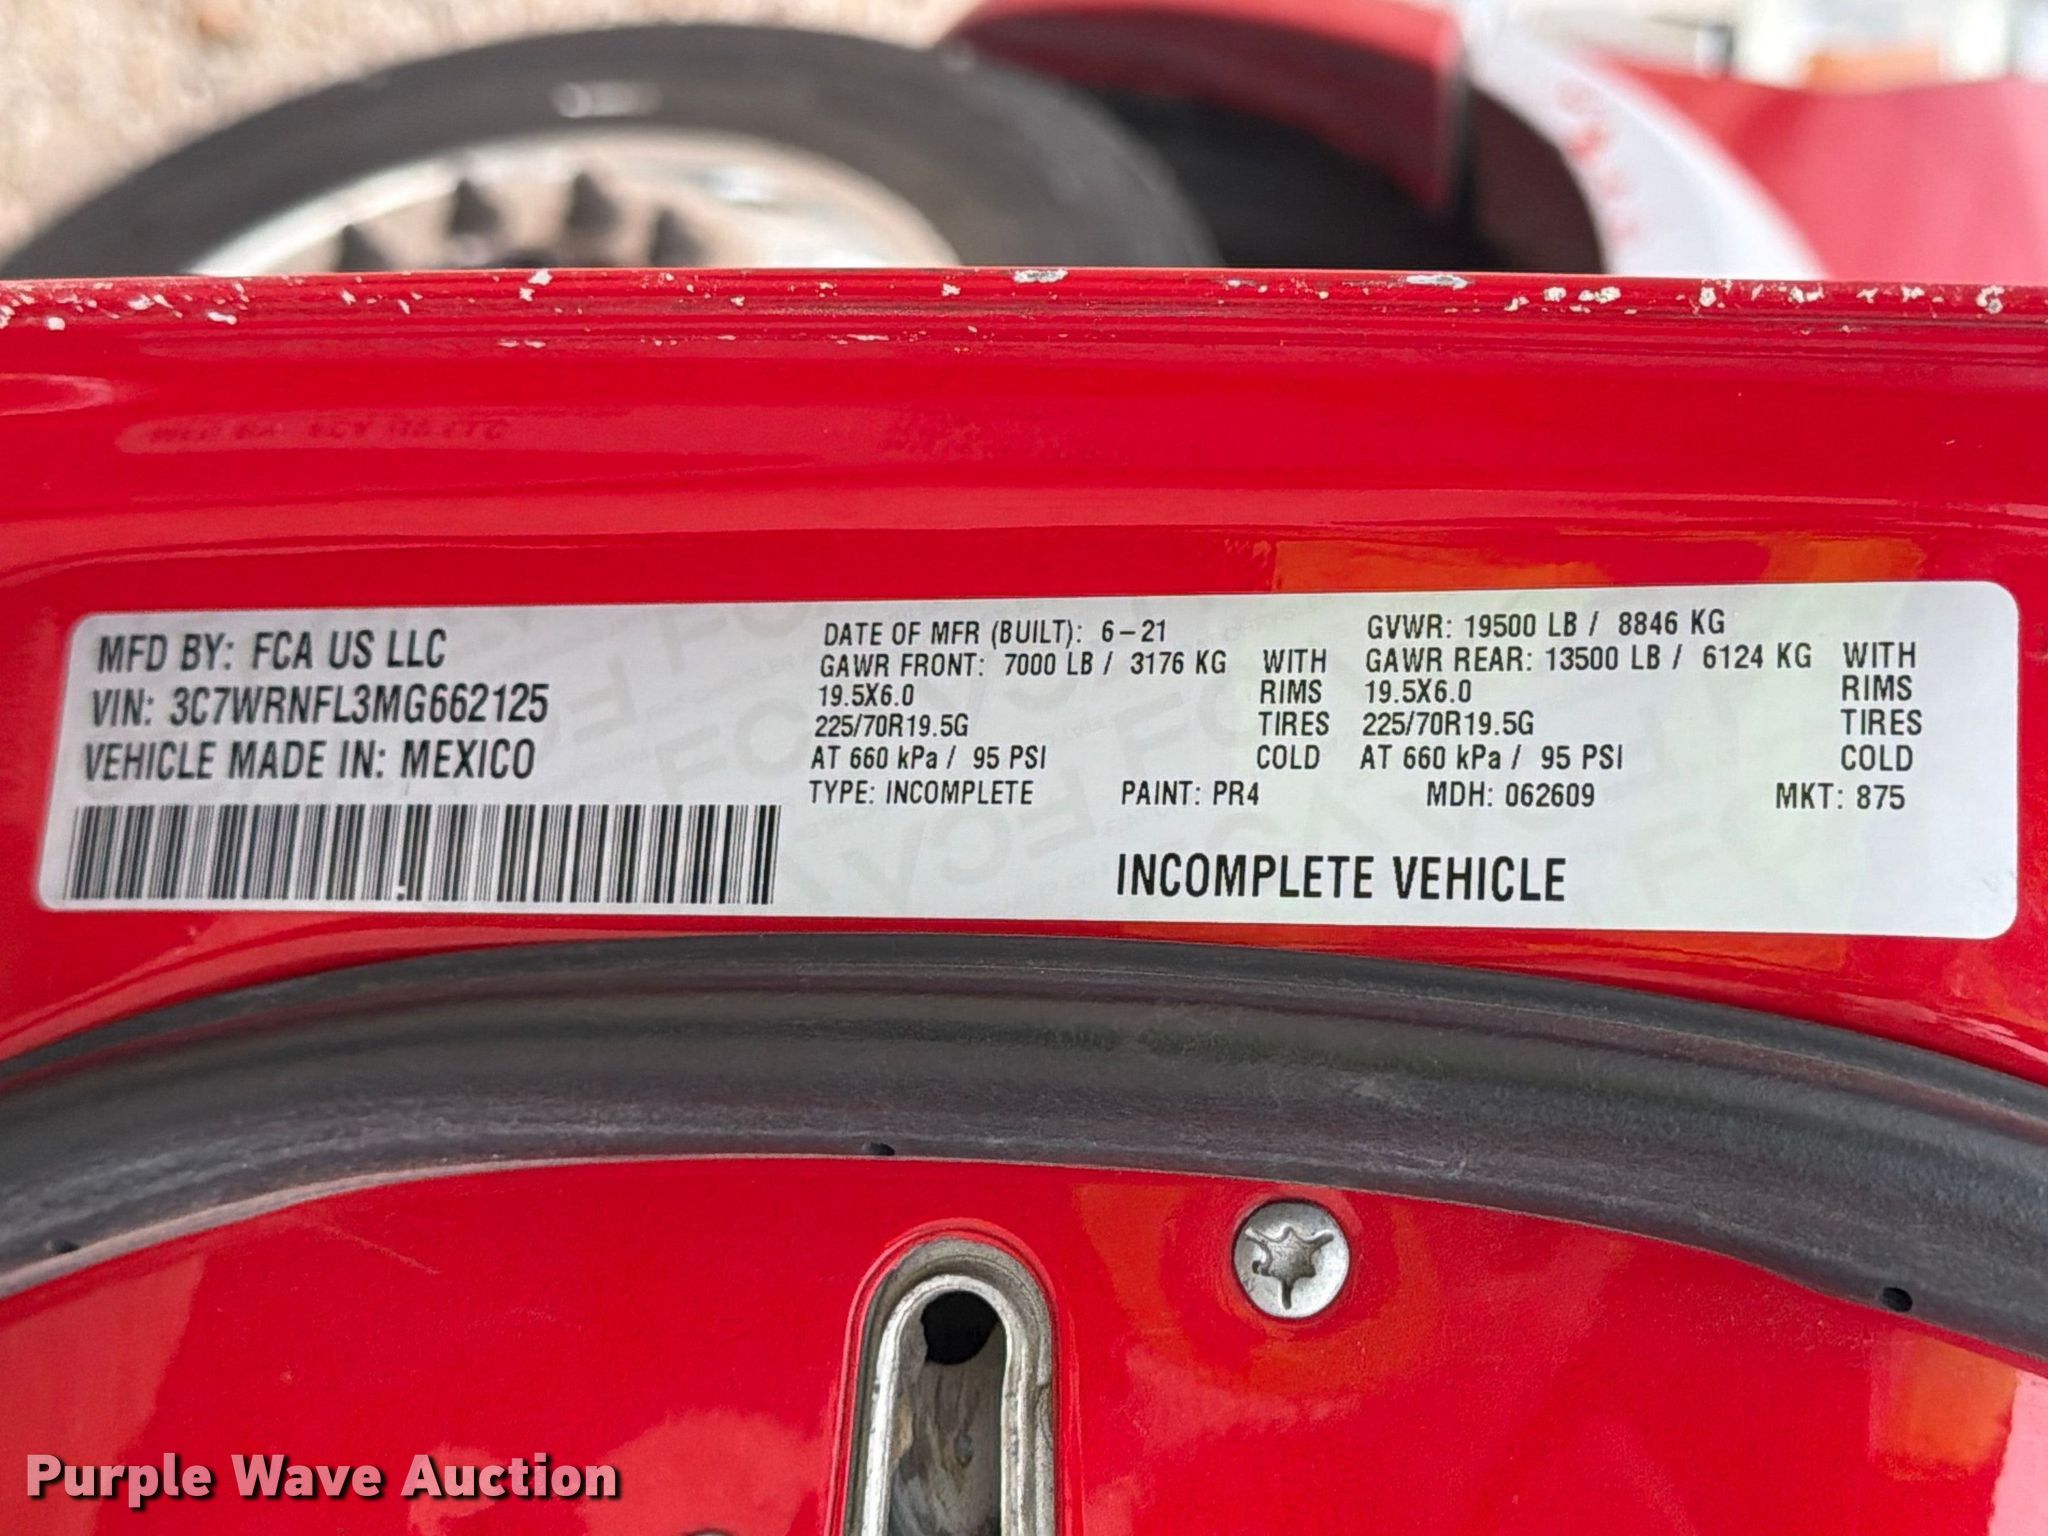 MFD BY: FCA US LLC
VIN: 3C7WRNFL3MG662125
VEHICLE MADE IN: MEXICO
DATE OF MFR (BUILT): 6-21
GVWR: 19500 LB / 8846 KG
GAWR FRONT: 7000 LB / 3176 KG WITH
19.5X6.0 RIMS
225/70R19.5G TIRES
AT 660 kPa / 95 PSI COLD
GAWR REAR: 13500 LB / 6124 KG WITH
19.5X6.0 RIMS
225/70R19.5G TIRES
AT 660 kPa / 95 PSI COLD
TYPE: INCOMPLETE PAINT: PR4 MDH: 062609 MKT: 875
INCOMPLETE VEHICLE
Purple Wave Auction